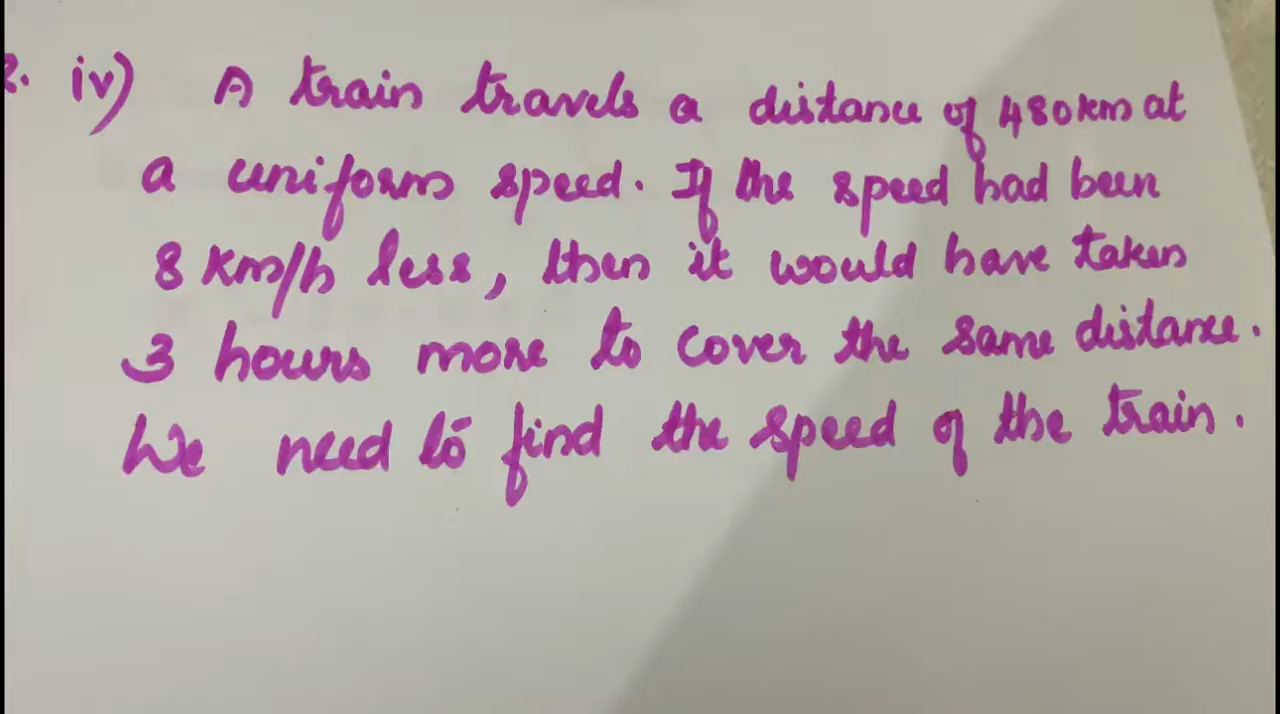 2. iv) A train travels a distance of 480km at
a uniform speed. If the speed had been
8 km/h less, then it would have taken
3 hours more to cover the same distance.
We need to find the speed of the train.